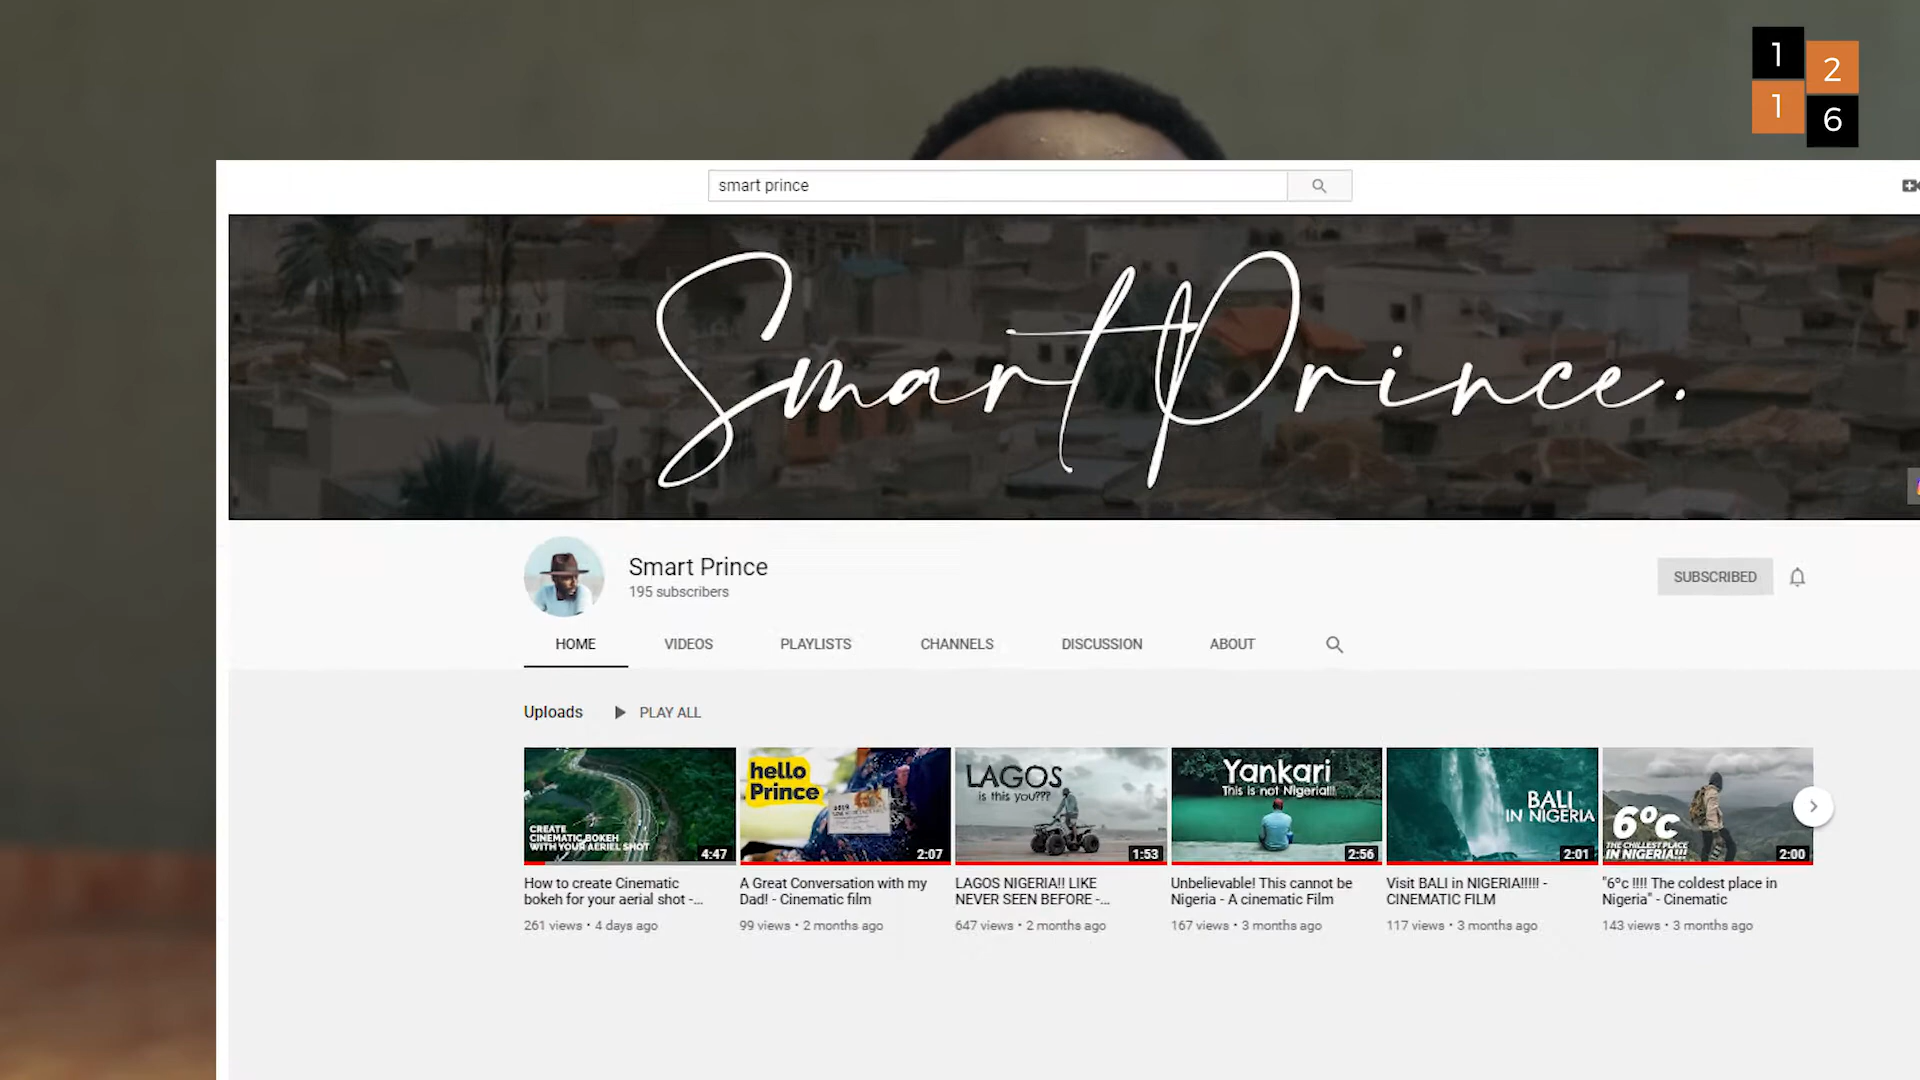 1 2
1 6
smart prince
Smart Prince.
Smart Prince
195 subscribers
SUBSCRIBED
HOME VIDEOS PLAYLISTS CHANNELS DISCUSSION ABOUT
Uploads PLAY ALL
CREATE
CINEMATIC BOKEH
WITH YOUR AERIEL SHOT
4:47
hello
Prince
2019
2:07
LAGOS
is this you???
1:53
Yankari
This is not Nigeria!!!
2:56
BALI
IN NIGERIA
2:01
6°c
THE CHILLEST PLACE
IN NIGERIA!!!
2:00
How to create Cinematic
bokeh for your aerial shot -...
261 views • 4 days ago
A Great Conversation with my
Dad! - Cinematic film
99 views • 2 months ago
LAGOS NIGERIA!! LIKE
NEVER SEEN BEFORE -...
647 views • 2 months ago
Unbelievable! This cannot be
Nigeria - A cinematic Film
167 views • 3 months ago
Visit BALI in NIGERIA!!!!! -
CINEMATIC FILM
117 views • 3 months ago
"6°c !!!! The coldest place in
Nigeria" - Cinematic
143 views • 3 months ago